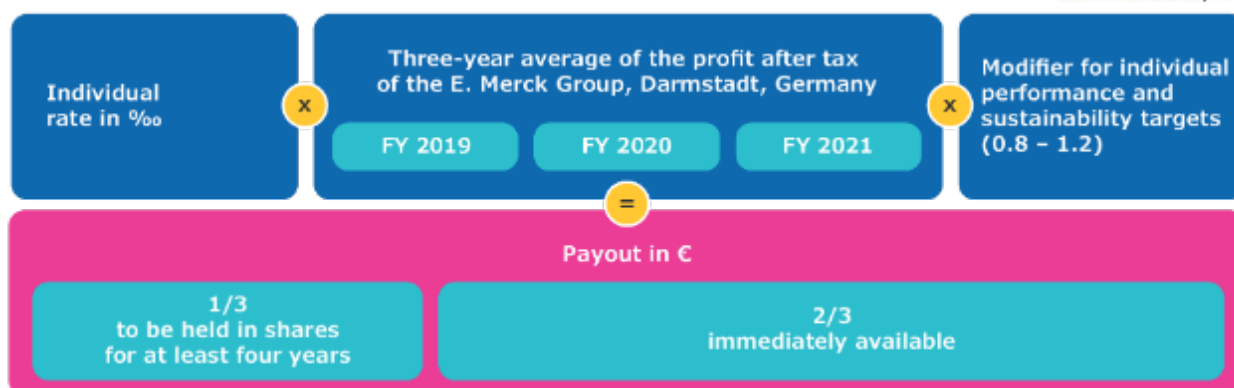 Individual
rate in ‰
x
Three-year average of the profit after tax
of the E. Merck Group, Darmstadt, Germany
FY 2019
FY 2020
FY 2021
x
Modifier for individual
performance and
sustainability targets
(0.8 – 1.2)
=
Payout in €
1/3
to be held in shares
for at least four years
2/3
immediately available